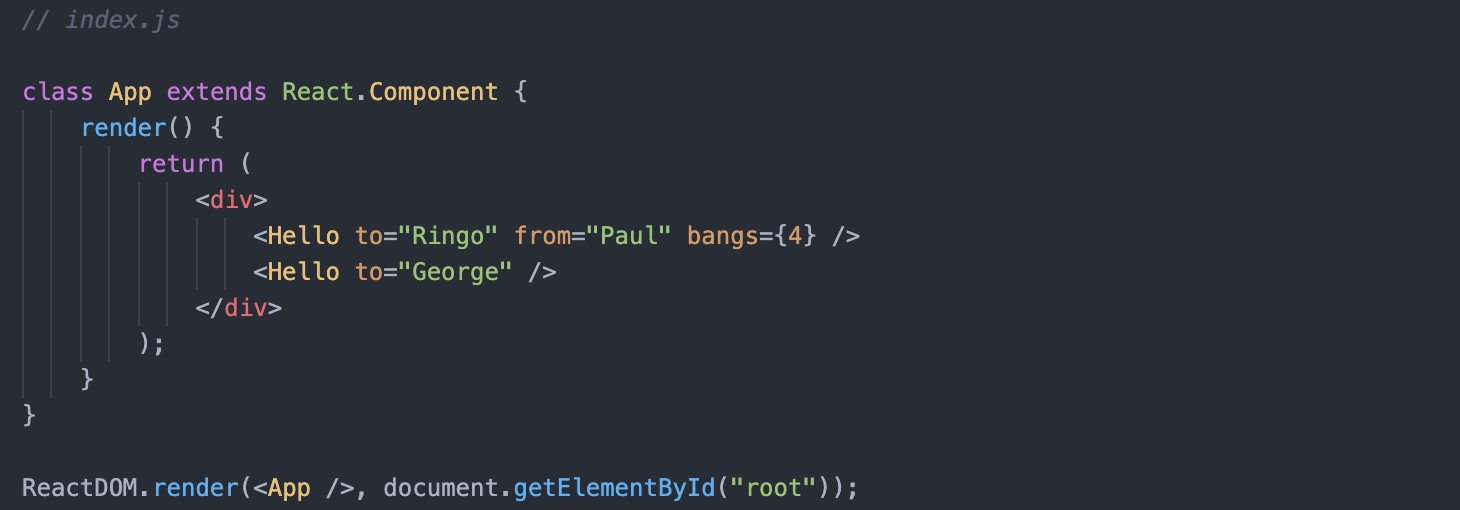 // index.js
class App extends React.Component {
render() {
return (
<div>
<Hello to="Ringo" from="Paul" bangs={4} />
<Hello to="George" />
</div>
);
}
}
ReactDOM.render(<App />, document.getElementById("root"));